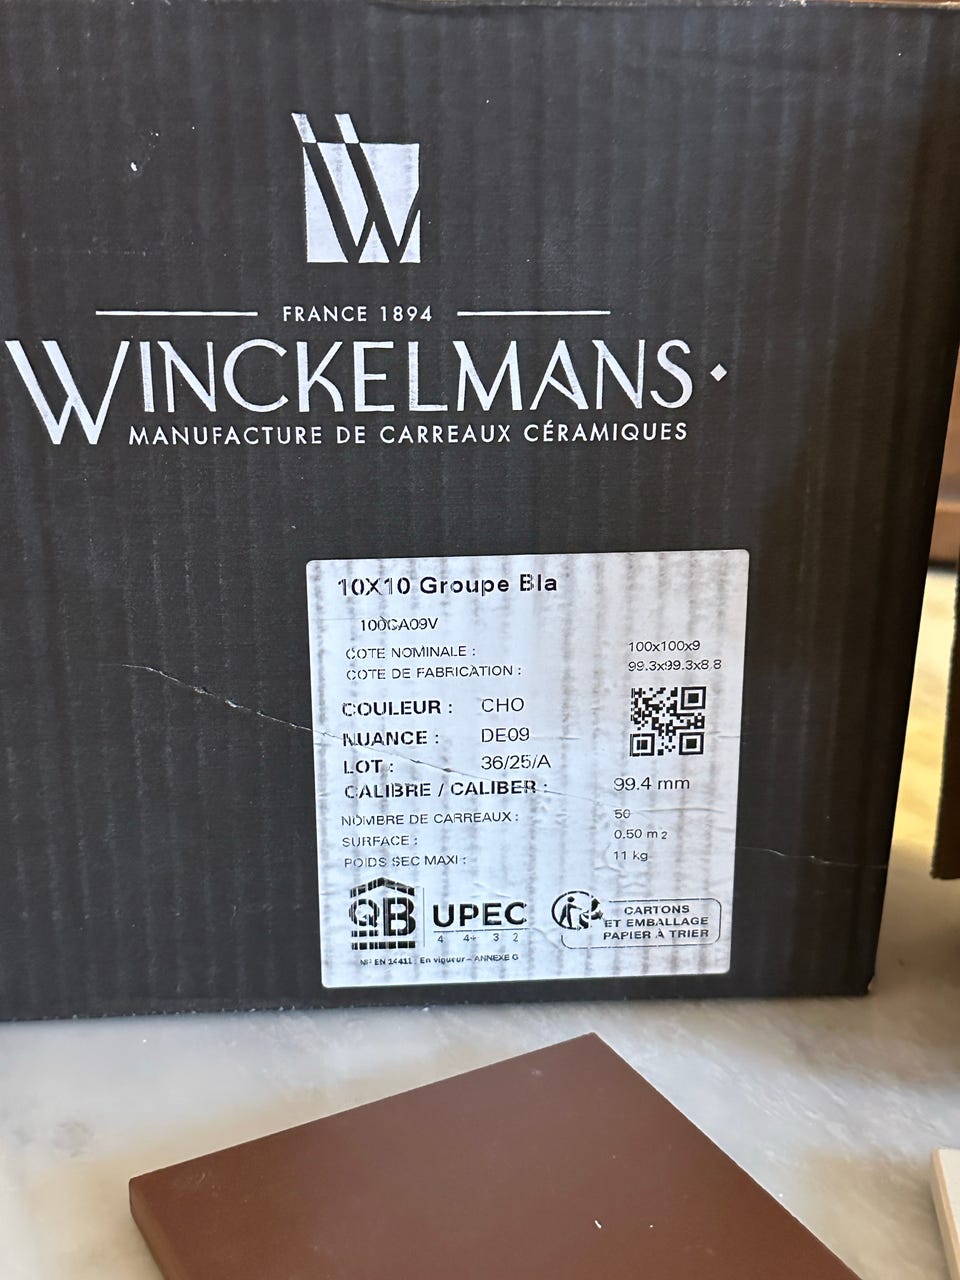 FRANCE 1894
WINCKELMANS
MANUFACTURE DE CARREAUX CÉRAMIQUES
10X10 Groupe Bla
100CA09V
COTE NOMINALE : 100x100x9
COTE DE FABRICATION : 99.3x99.3x8.8
COULEUR : CHO
NUANCE : DE09
LOT : 36/25/A
CALIBRE / CALIBER : 99.4 mm
NOMBRE DE CARREAUX : 50
SURFACE : 0.50 m2
POIDS SEC MAXI : 11 kg
QB UPEC
4 4+ 3 2
CARTONS
ET EMBALLAGE
PAPIER À TRIER
NF EN 14411 : En vigueur - ANNEXE G